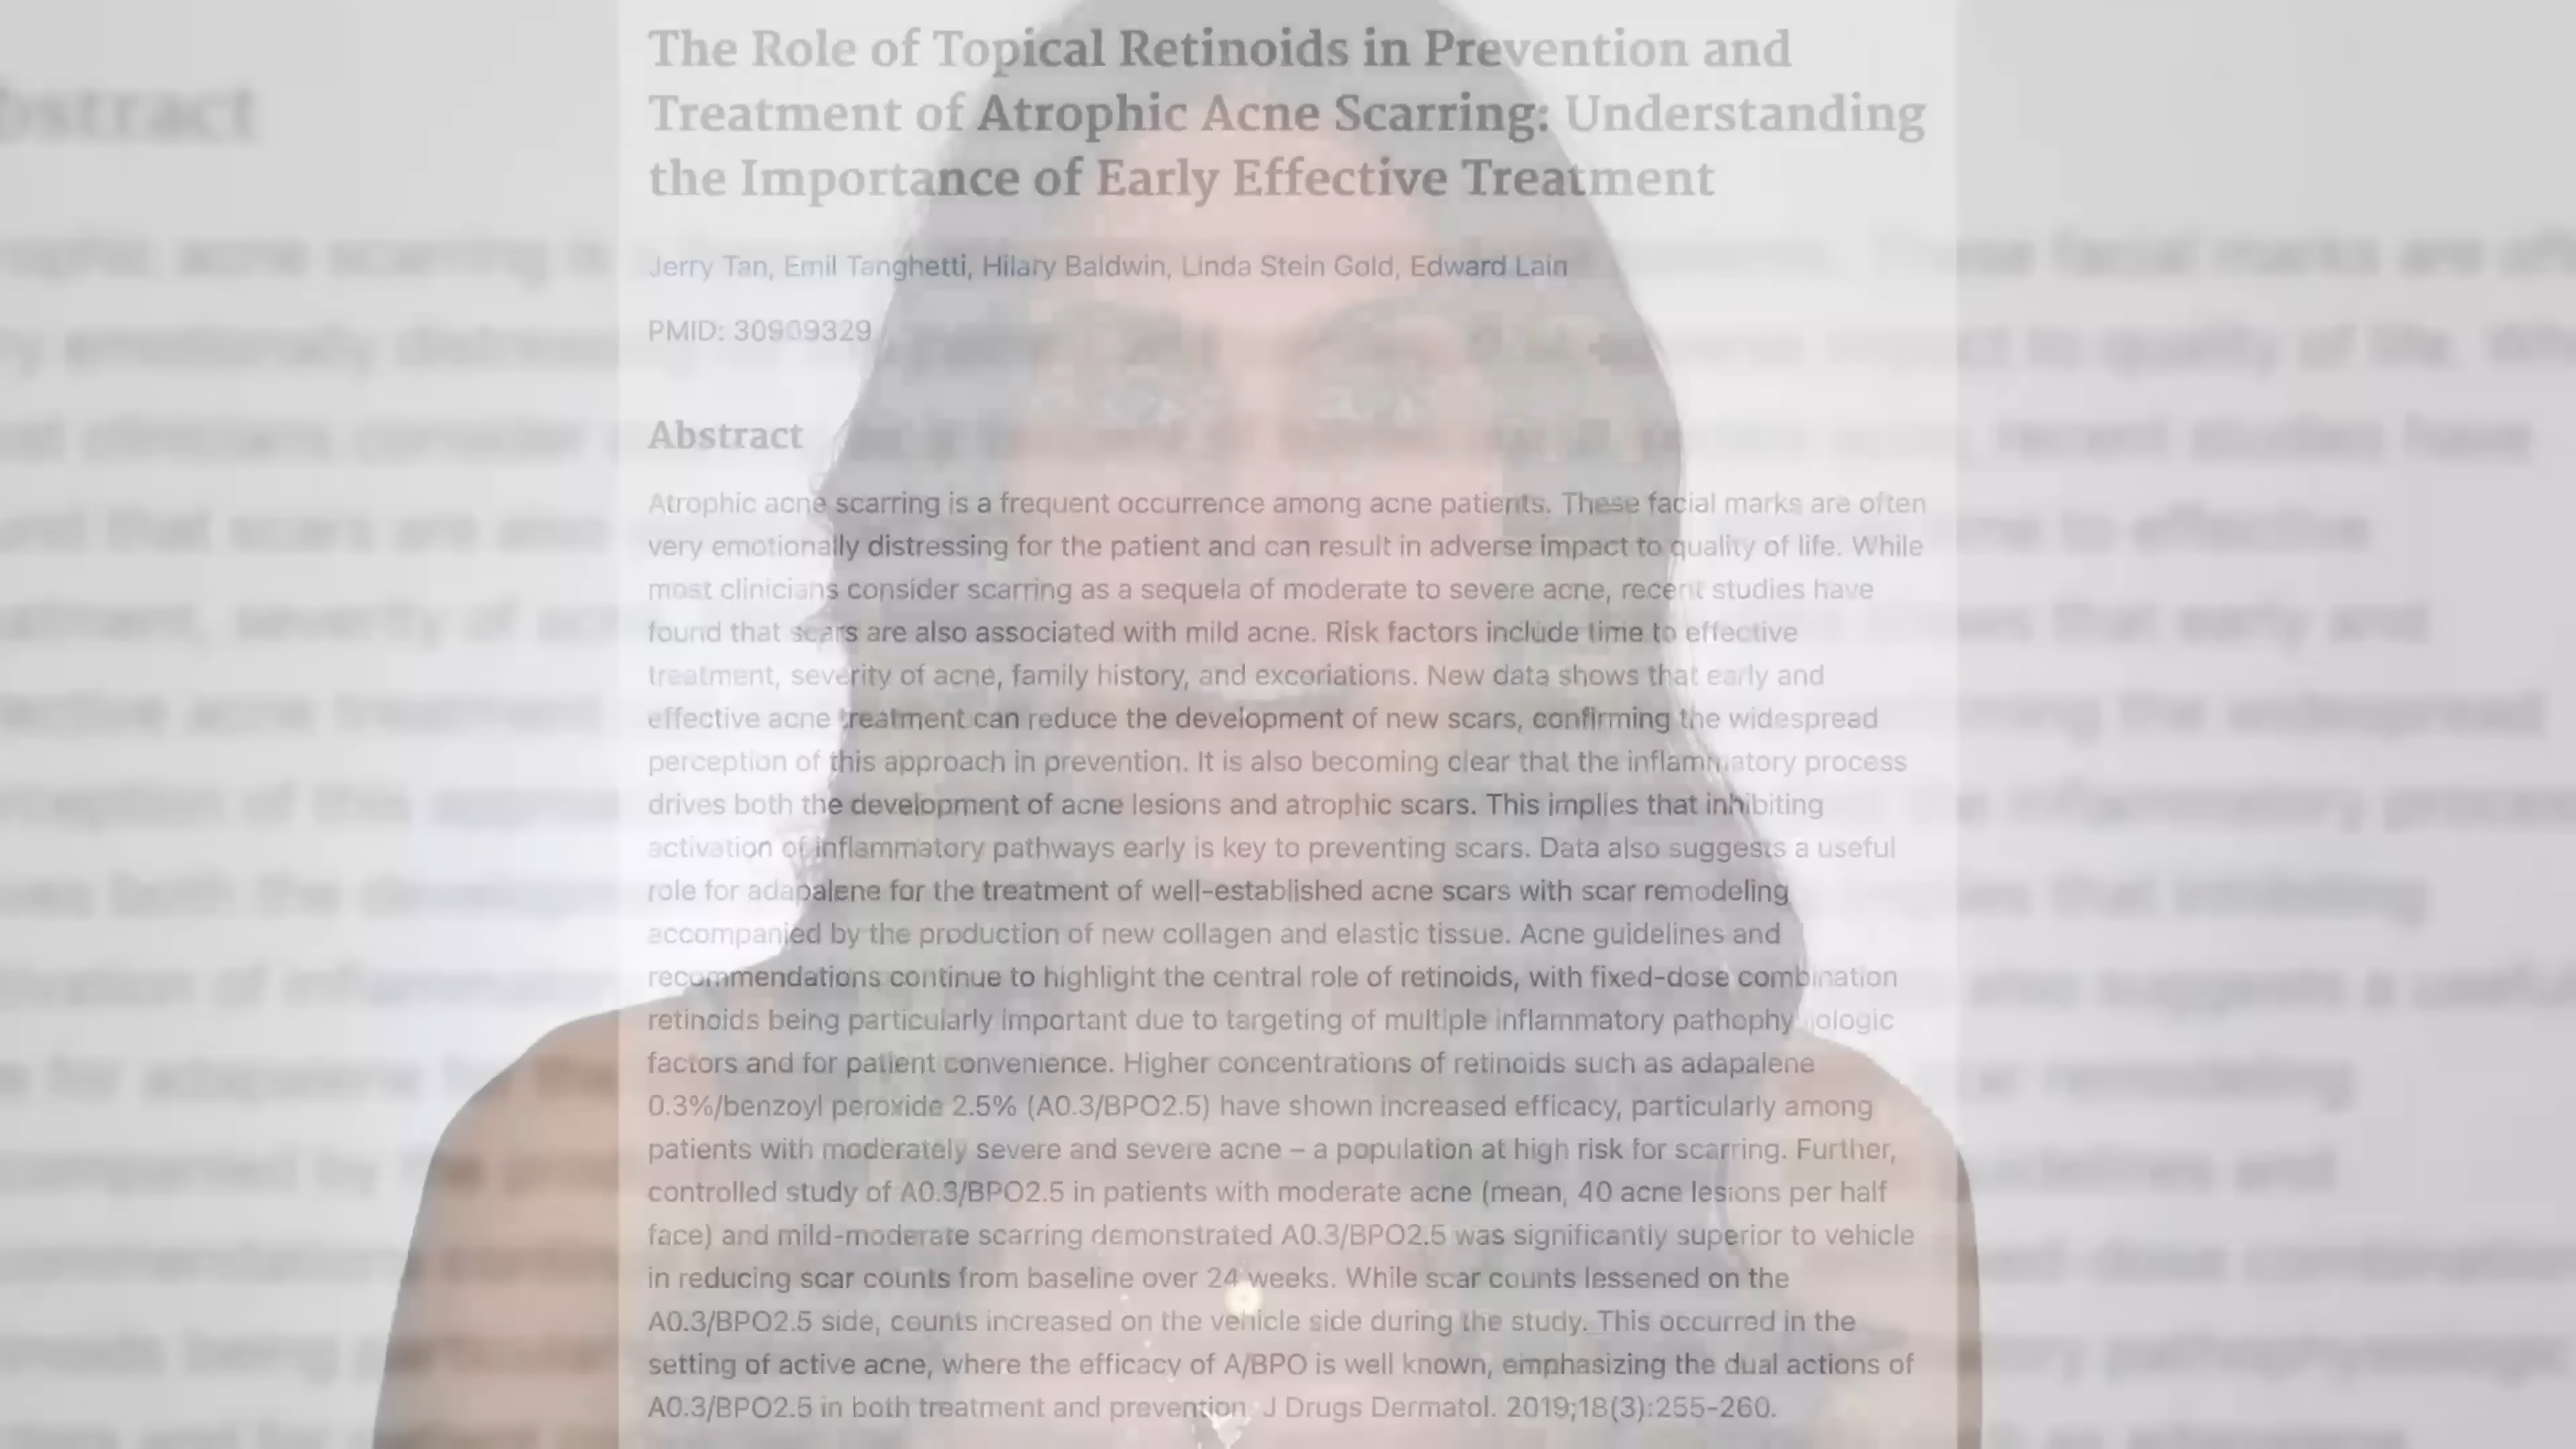 The Role of Topical Retinoids in Prevention and
Treatment of Atrophic Acne Scarring: Understanding
the Importance of Early Effective Treatment
Jerry Tan, Emil Tanghetti, Hilary Baldwin, Linda Stein Gold, Edward Lain
PMID: 30909329
Abstract
Atrophic acne scarring is a frequent occurrence among acne patients. These facial marks are often
very emotionally distressing for the patient and can result in adverse impact to quality of life. While
most clinicians consider scarring as a sequela of moderate to severe acne, recent studies have
found that scars are also associated with mild acne. Risk factors include time to effective
treatment, severity of acne, family history, and excoriations. New data shows that early and
effective acne treatment can reduce the development of new scars, confirming the widespread
perception of this approach in prevention. It is also becoming clear that the inflammatory process
drives both the development of acne lesions and atrophic scars. This implies that inhibiting
activation of inflammatory pathways early is key to preventing scars. Data also suggests a useful
role for adapalene for the treatment of well-established acne scars with scar remodeling
accompanied by the production of new collagen and elastic tissue. Acne guidelines and
recommendations continue to highlight the central role of retinoids, with fixed-dose combination
retinoids being particularly important due to targeting of multiple inflammatory pathophysiologic
factors and for patient convenience. Higher concentrations of retinoids such as adapalene
0.3%/benzoyl peroxide 2.5% (A0.3/BPO2.5) have shown increased efficacy, particularly among
patients with moderately severe and severe acne – a population at high risk for scarring. Further,
controlled study of A0.3/BPO2.5 in patients with moderate acne (mean, 40 acne lesions per half
face) and mild-moderate scarring demonstrated A0.3/BPO2.5 was significantly superior to vehicle
in reducing scar counts from baseline over 24 weeks. While scar counts lessened on the
A0.3/BPO2.5 side, counts increased on the vehicle side during the study. This occurred in the
setting of active acne, where the efficacy of A/BPO is well known, emphasizing the dual actions of
A0.3/BPO2.5 in both treatment and prevention. J Drugs Dermatol. 2019;18(3):255-260.